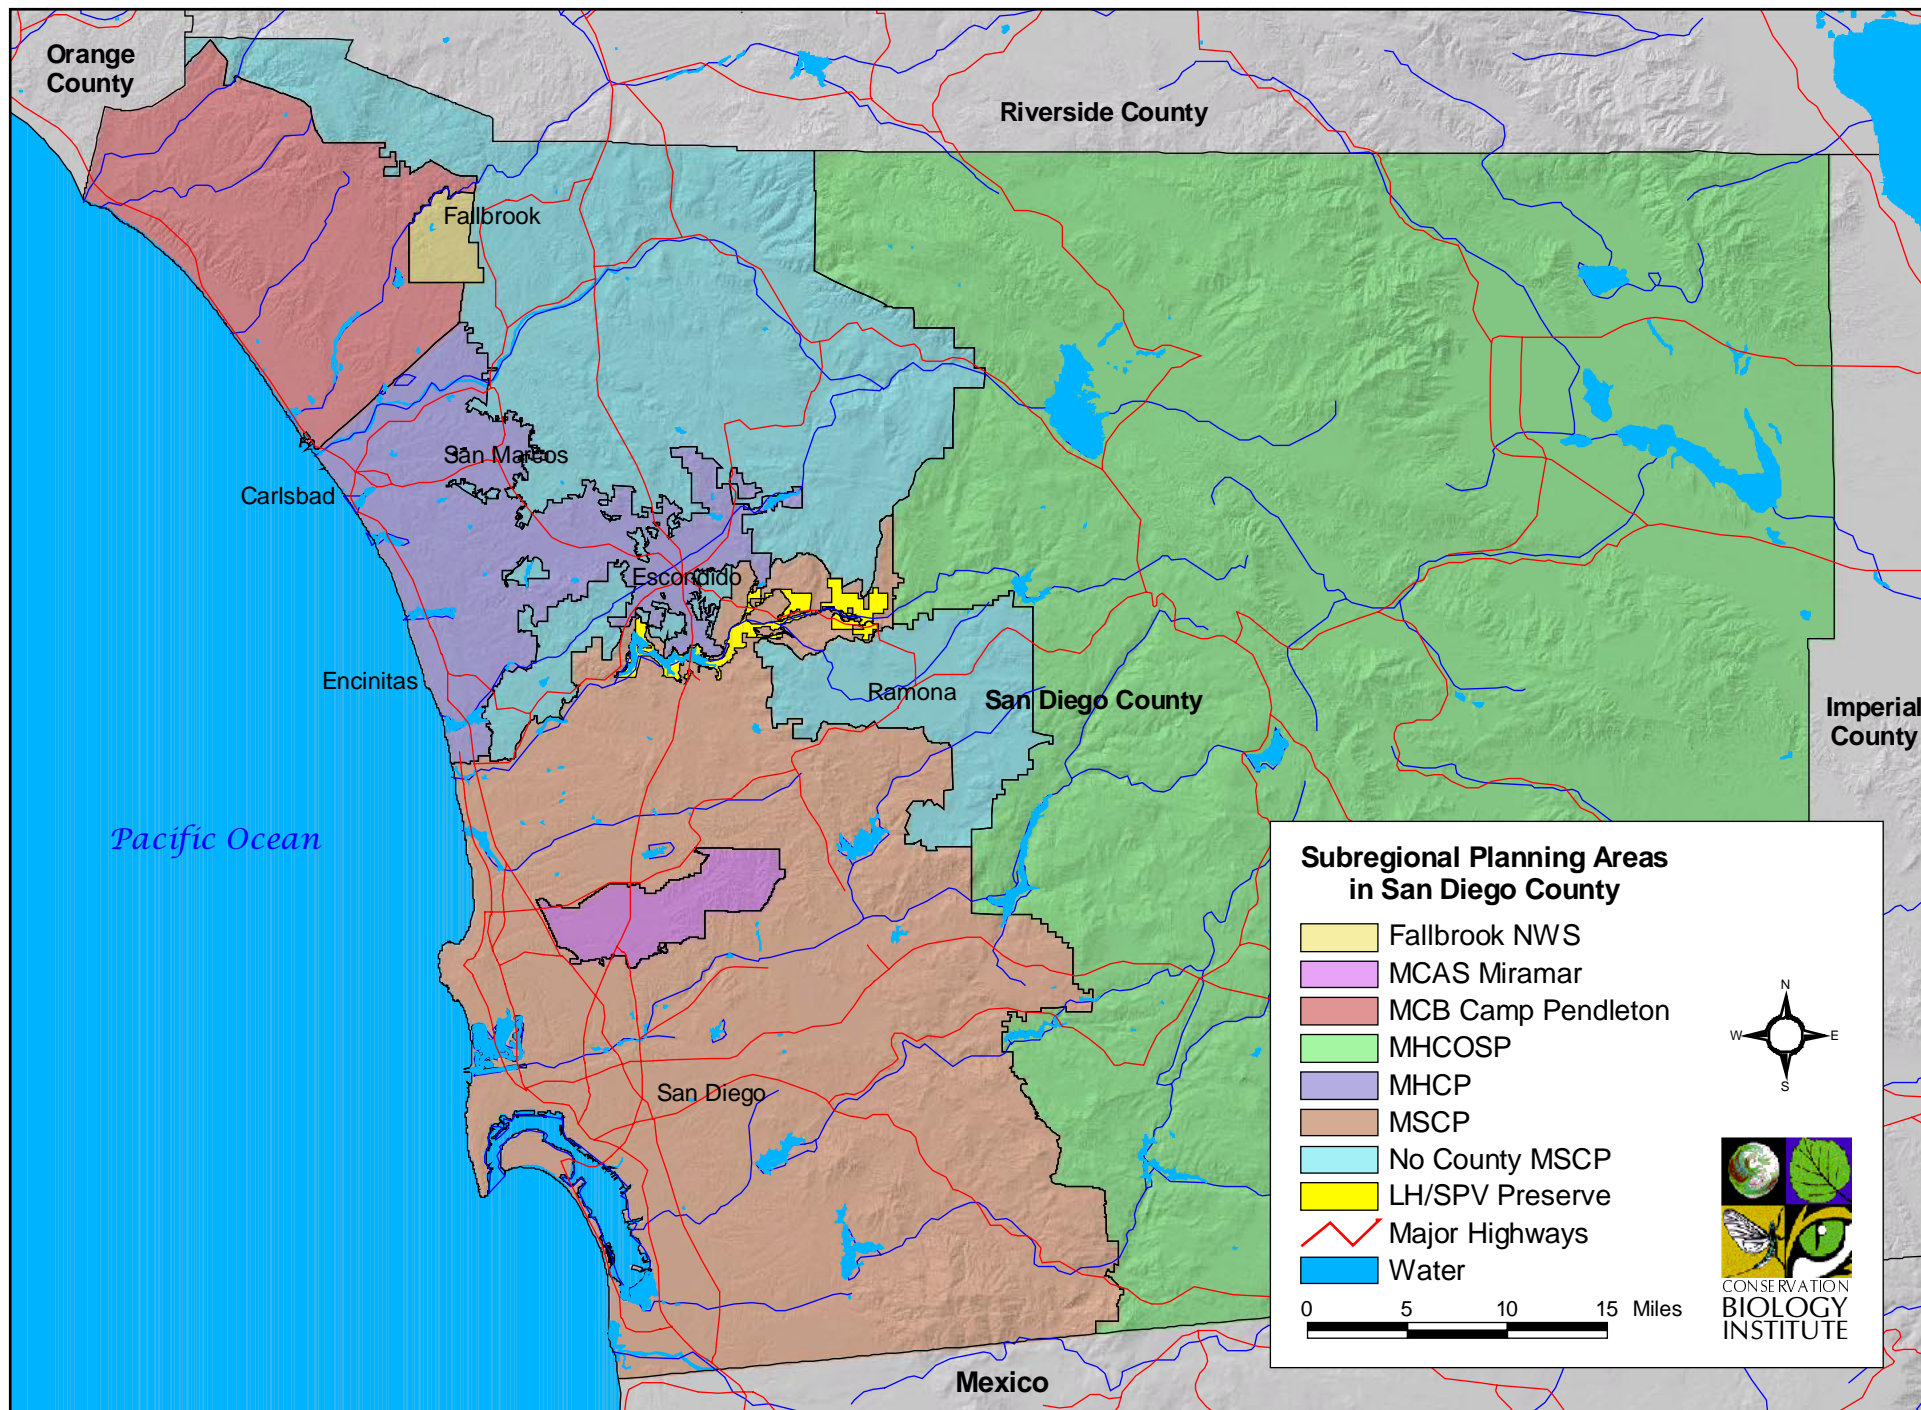 Orange
County
Riverside County
Fallbrook
San Marcos
Carlsbad
Escondido
Encinitas
Ramona
San Diego County
Imperial
County
Pacific Ocean
San Diego
Mexico
Subregional Planning Areas
in San Diego County
Fallbrook NWS
MCAS Miramar
MCB Camp Pendleton
MHCOSP
MHCP
MSCP
No County MSCP
LH/SPV Preserve
Major Highways
Water
0 5 10 15 Miles
N
W E
S
CONSERVATION
BIOLOGY
INSTITUTE